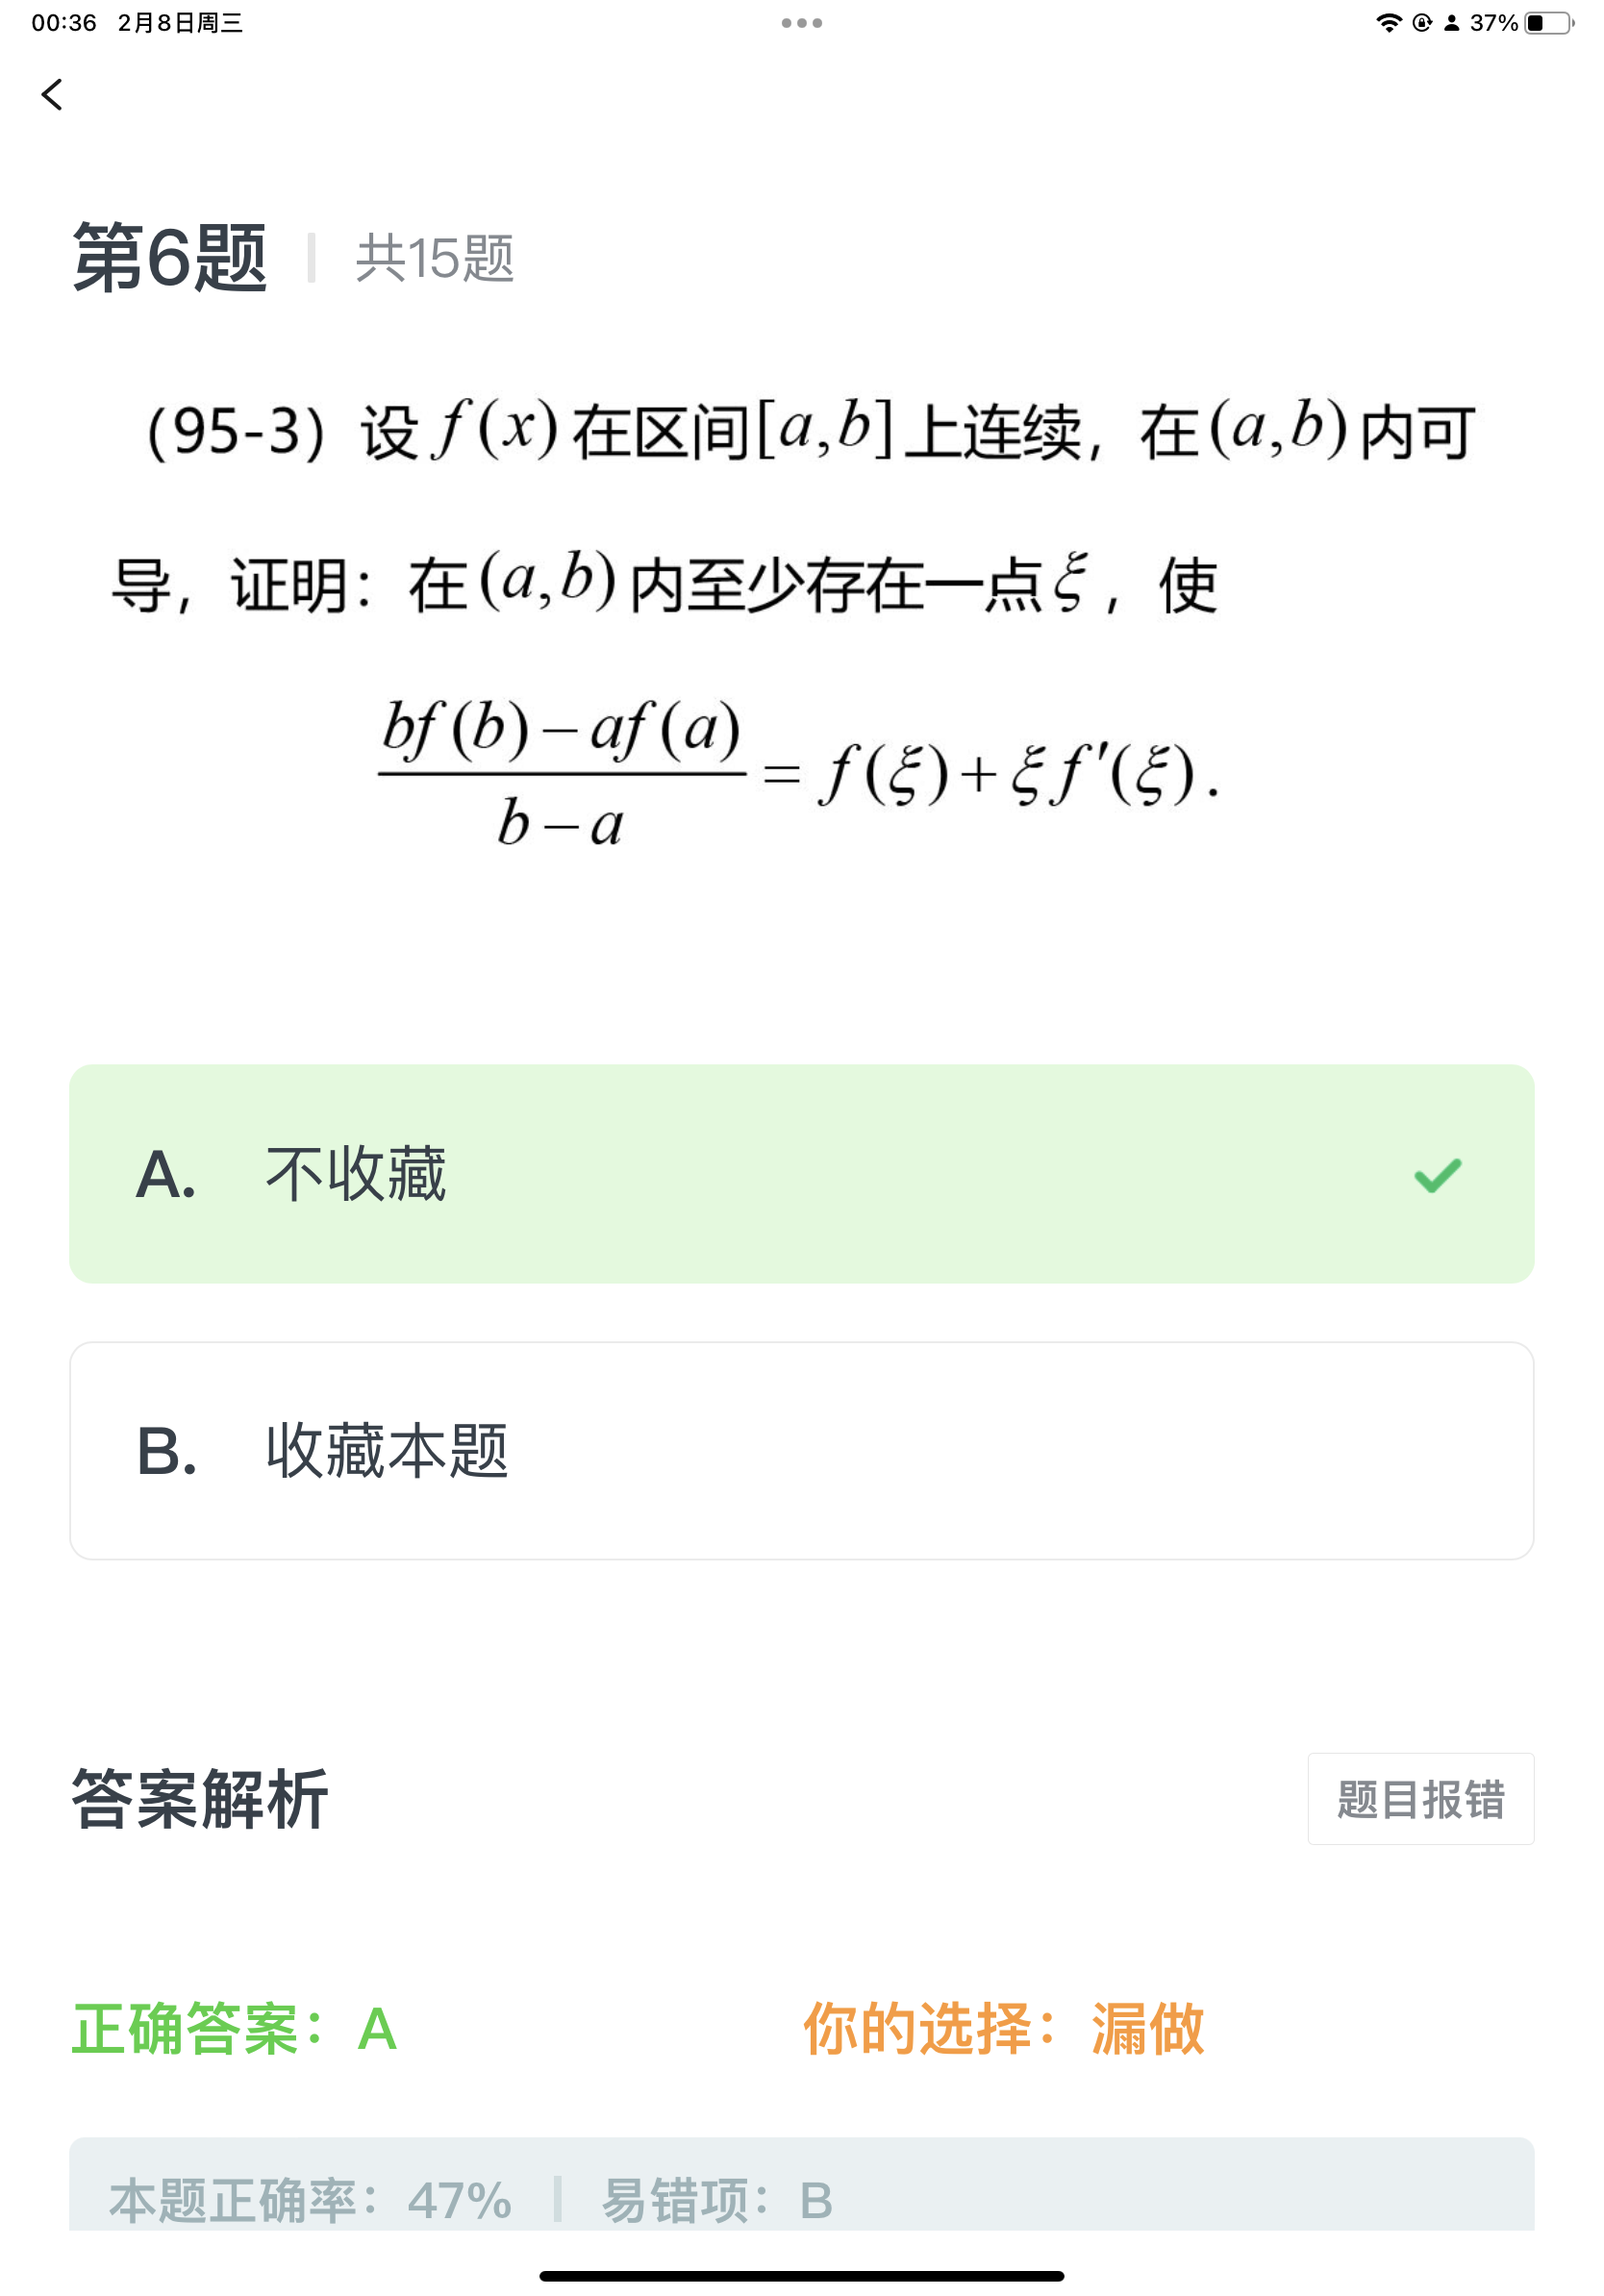 00:36 2月8日周三
37%
第6题 共15题
（95-3）设 f(x) 在区间[a,b]上连续，在(a,b)内可
导，证明：在(a,b)内至少存在一点ξ，使
\frac{bf(b)-af(a)}{b-a} = f(ξ)+ξf'(ξ).
A. 不收藏
B. 收藏本题
答案解析
题目报错
正确答案：A 你的选择：漏做
本题正确率：47% 易错项：B